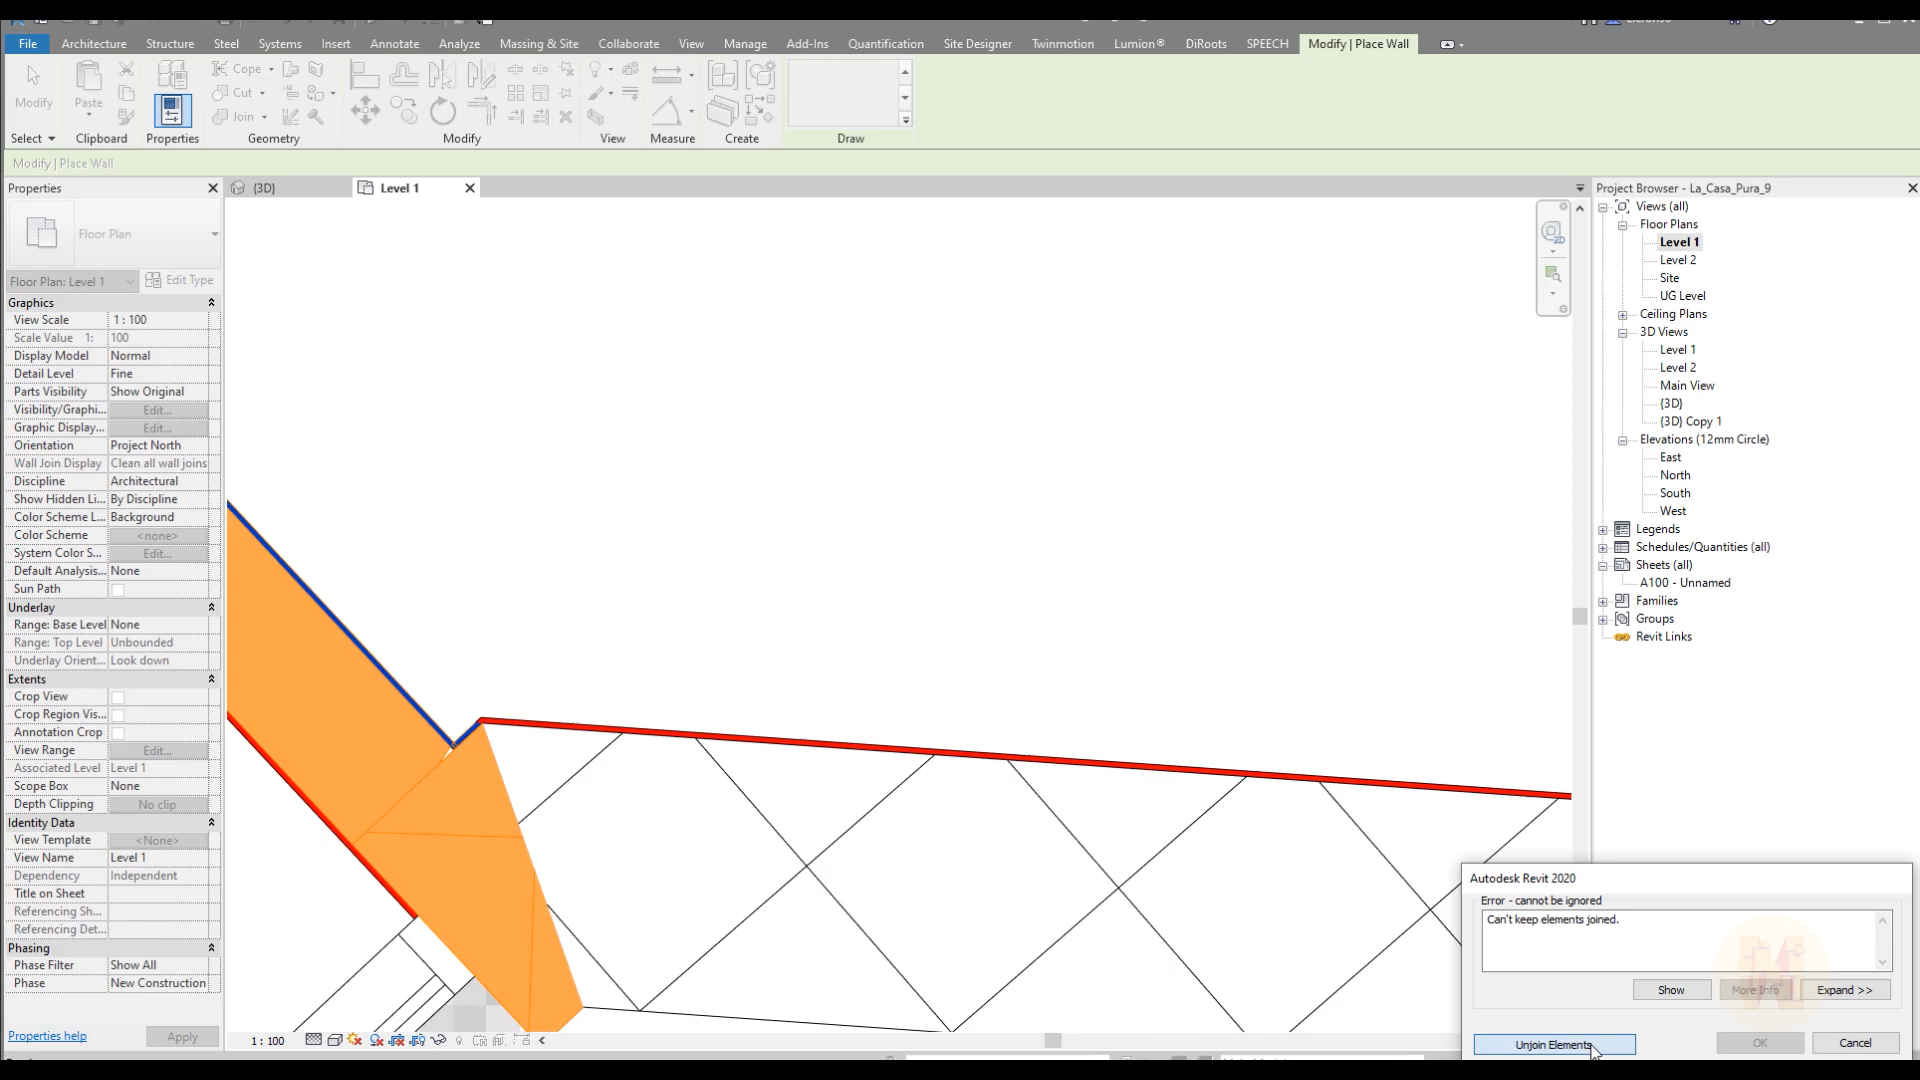 File Architecture Structure Steel Systems Insert Annotate Analyze Massing & Site Collaborate View Manage Add-Ins Quantification Site Designer Twinmotion Lumion® DiRoots SPEECH Modify | Place Wall
Modify Paste Cope Cut Join
Select Clipboard Properties Geometry Modify View Measure Create Draw
Modify | Place Wall
Properties
{3D}
Level 1
Floor Plan
Floor Plan: Level 1 Edit Type
Graphics
View Scale 1 : 100
Scale Value 1: 100
Display Model Normal
Detail Level Fine
Parts Visibility Show Original
Visibility/Graphi... Edit...
Graphic Display... Edit...
Orientation Project North
Wall Join Display Clean all wall joins
Discipline Architectural
Show Hidden Li... By Discipline
Color Scheme L... Background
Color Scheme <none>
System Color S... Edit...
Default Analysis... None
Sun Path
Underlay
Range: Base Level None
Range: Top Level Unbounded
Underlay Orient... Look down
Extents
Crop View
Crop Region Vis...
Annotation Crop
View Range Edit...
Associated Level Level 1
Scope Box None
Depth Clipping No clip
Identity Data
View Template <None>
View Name Level 1
Dependency Independent
Title on Sheet
Referencing Sh...
Referencing Det...
Phasing
Phase Filter Show All
Phase New Construction
Properties help Apply
1 : 100
2D
Project Browser - La_Casa_Pura_9
Views (all)
Floor Plans
Level 1
Level 2
Site
UG Level
Ceiling Plans
3D Views
Level 1
Level 2
Main View
{3D}
{3D} Copy 1
Elevations (12mm Circle)
East
North
South
West
Legends
Schedules/Quantities (all)
Sheets (all)
A100 - Unnamed
Families
Groups
Revit Links
Autodesk Revit 2020
Error - cannot be ignored
Can't keep elements joined.
Show More Info Expand >>
Unjoin Elements OK Cancel